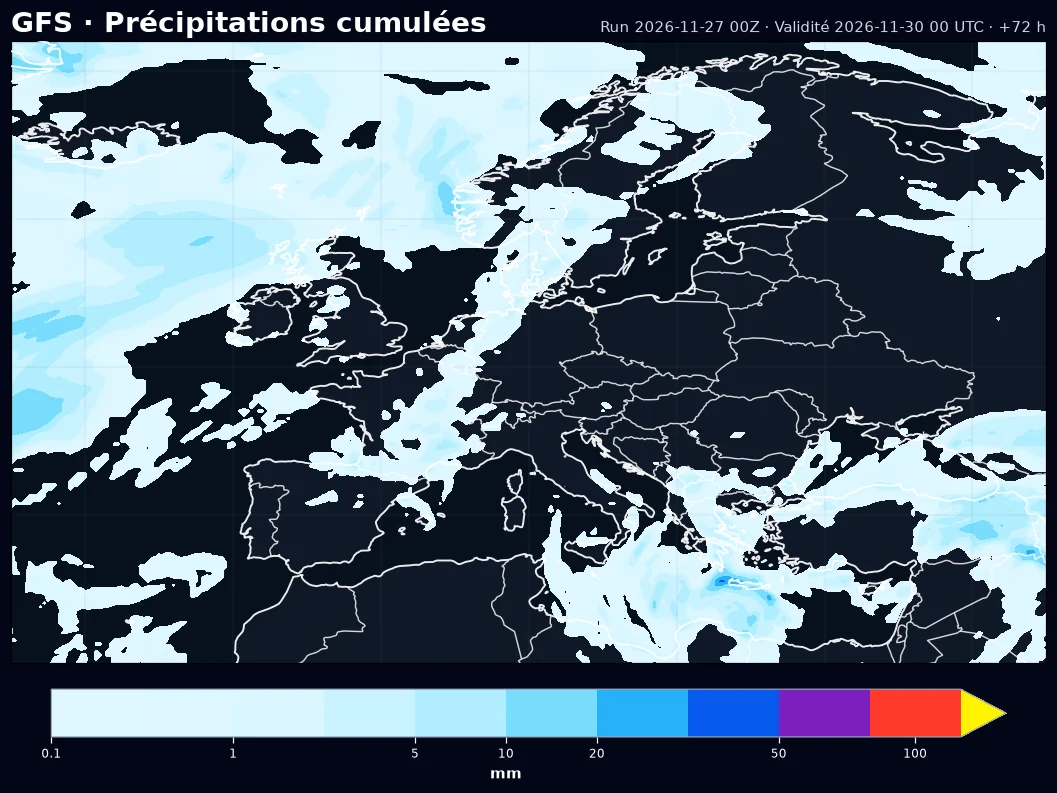 GFS · Précipitations cumulées
Run 2026-11-27 00Z · Validité 2026-11-30 00 UTC · +72 h
0.1 1 5 10 20 50 100
mm